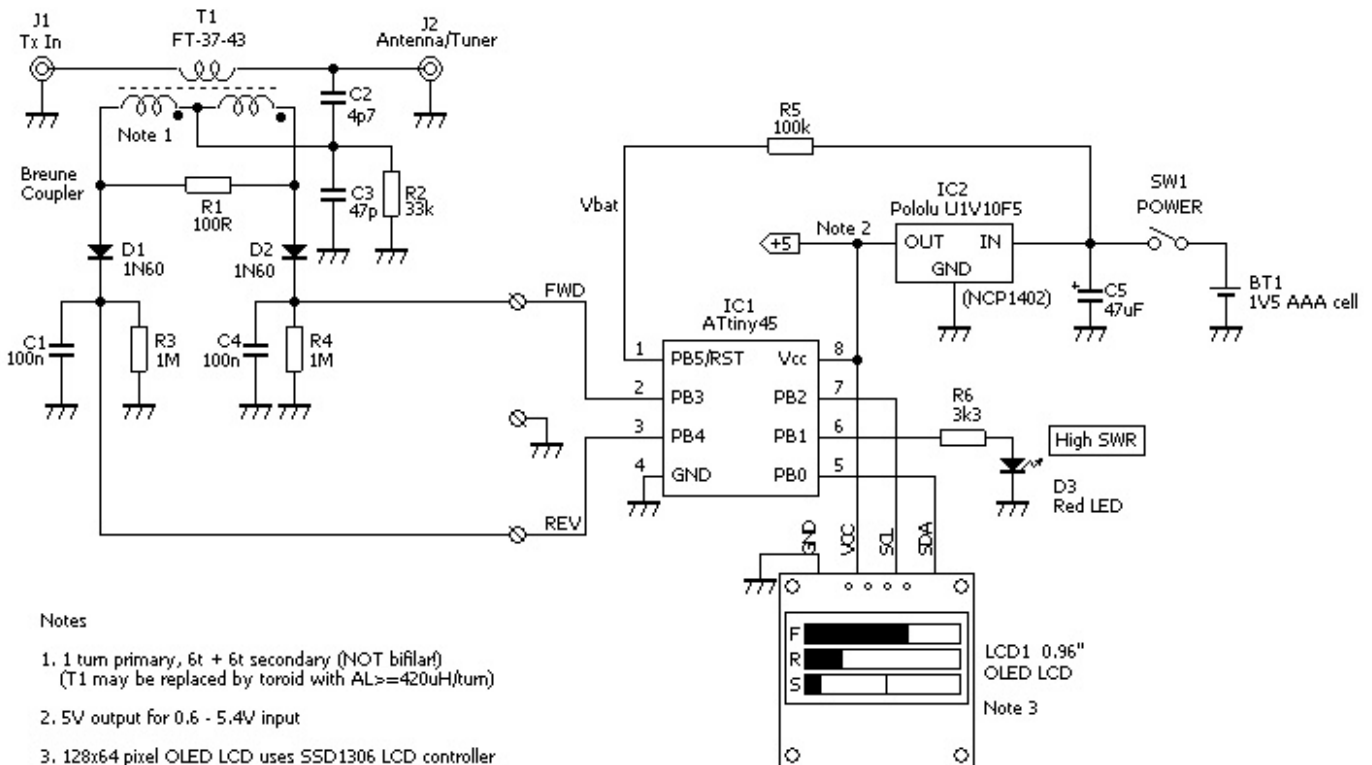 J1
Tx In
T1
FT-37-43
J2
Antenna/Tuner
C2
4p7
Note 1
Breune
Coupler
R1
100R
C3
47p
R2
33k
D1
1N60
D2
1N60
C1
100n
R3
1M
C4
100n
R4
1M
FWD
REV
Vbat
R5
100k
+5
Note 2
IC2
Pololu U1V10F5
OUT
IN
GND
(NCP1402)
SW1
POWER
+
C5
47uF
BT1
1V5 AAA cell
IC1
ATtiny45
1
PB5/RST
Vcc
8
2
PB3
PB2
7
3
PB4
PB1
6
4
GND
PB0
5
R6
3k3
High SWR
D3
Red LED
GND
VCC
SCL
SDA
F
R
S
LCD1 0.96"
OLED LCD
Note 3
Notes
1. 1 turn primary, 6t + 6t secondary (NOT bifilar!)
(T1 may be replaced by toroid with AL>=420uH/turn)
2. 5V output for 0.6 - 5.4V input
3. 128x64 pixel OLED LCD uses SSD1306 LCD controller